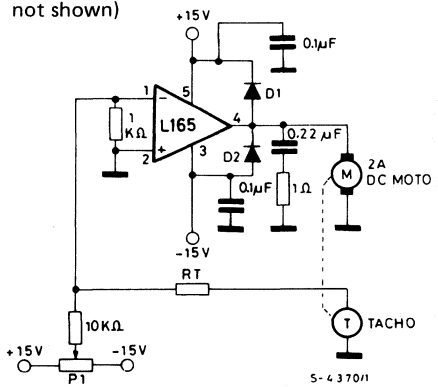 not shown)
+15V
0.1μF
1
5
D1
L165
4
1
KΩ
2
3
D2
0.22 μF
0.1μF
1Ω
M
2A
DC MOTO
-15V
RT
10KΩ
T
TACHO
+15V
-15V
P1
S-4370/1